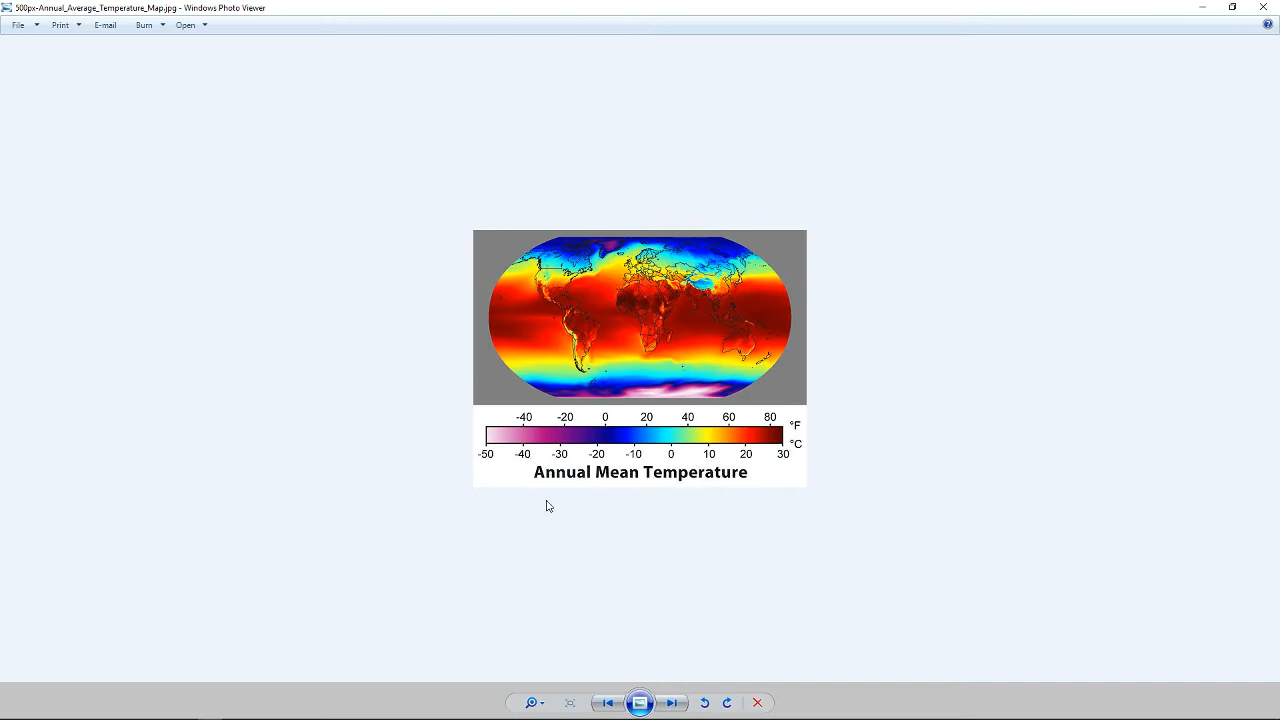 500px-Annual_Average_Temperature_Map.jpg - Windows Photo Viewer
File Print E-mail Burn Open
-40 -20 0 20 40 60 80 °F
°C
-50 -40 -30 -20 -10 0 10 20 30
Annual Mean Temperature